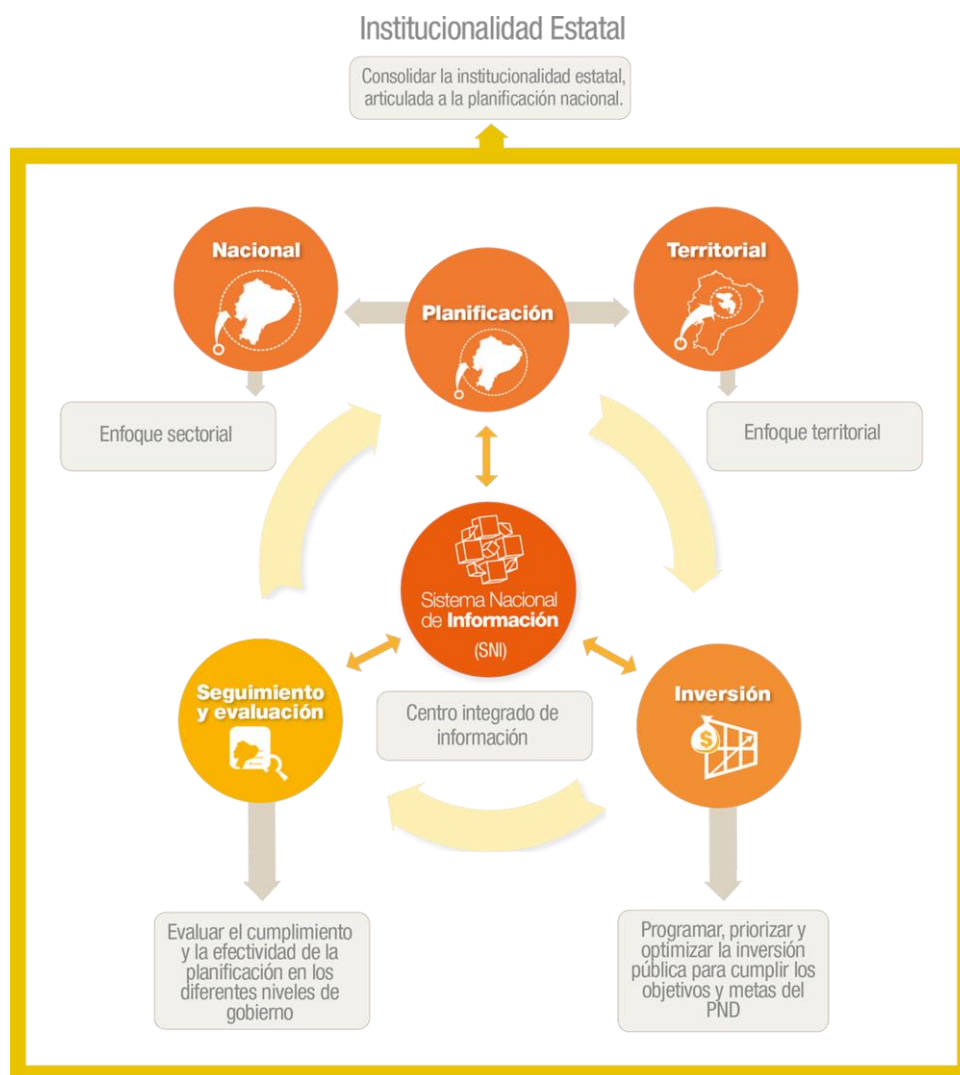 Institucionalidad Estatal
Consolidar la institucionalidad estatal,
articulada a la planificación nacional.
Nacional
Planificación
Territorial
Enfoque sectorial
Enfoque territorial
Sistema Nacional
de Información
(SNI)
Seguimiento
y evaluación
Centro integrado de
información
Inversión
$
Evaluar el cumplimiento
y la efectividad de la
planificación en los
diferentes niveles de
gobierno
Programar, priorizar y
optimizar la inversión
pública para cumplir los
objetivos y metas del
PND